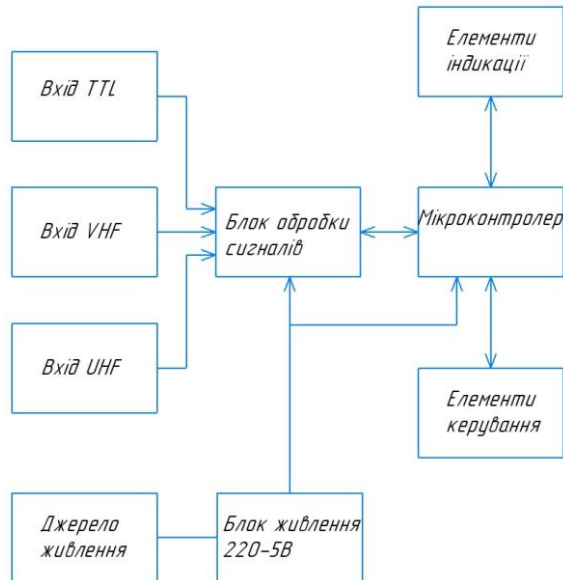 Елементи
індикації
Вхід TTL
Вхід VHF
Блок обробки
сигналів
Мікроконтролер
Вхід UHF
Елементи
керування
Джерело
живлення
Блок живлення
220-5В